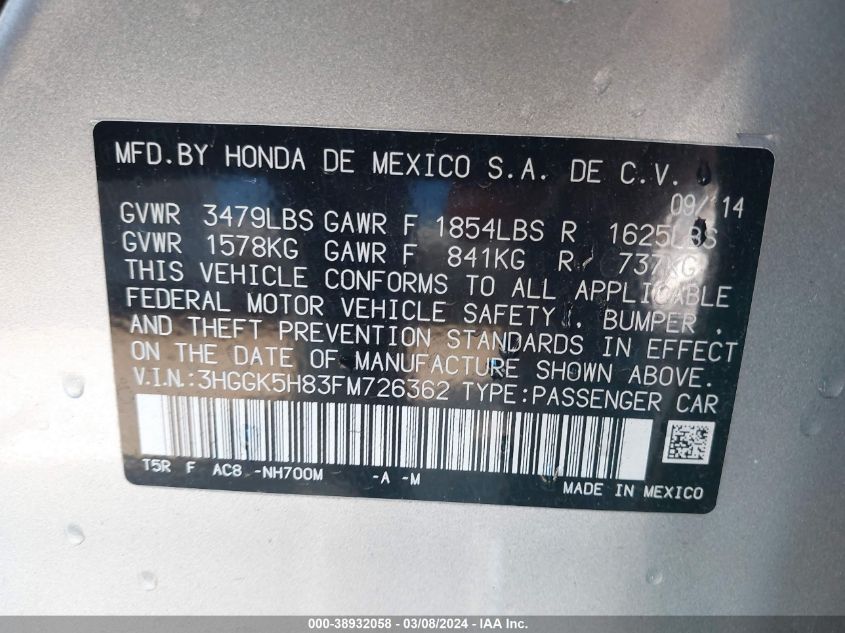 MFD.BY HONDA DE MEXICO S.A. DE C.V.
09/14
GVWR 3479LBS GAWR F 1854LBS R 1625LBS
GVWR 1578KG GAWR F 841KG R 737KG
THIS VEHICLE CONFORMS TO ALL APPLICABLE
FEDERAL MOTOR VEHICLE SAFETY, BUMPER,
AND THEFT PREVENTION STANDARDS IN EFFECT
ON THE DATE OF MANUFACTURE SHOWN ABOVE.
V.I.N.:3HGGK5H83FM726362 TYPE:PASSENGER CAR
T5R F AC8 -NH700M -A -M
MADE IN MEXICO
000-38932058 - 03/08/2024 - IAA Inc.